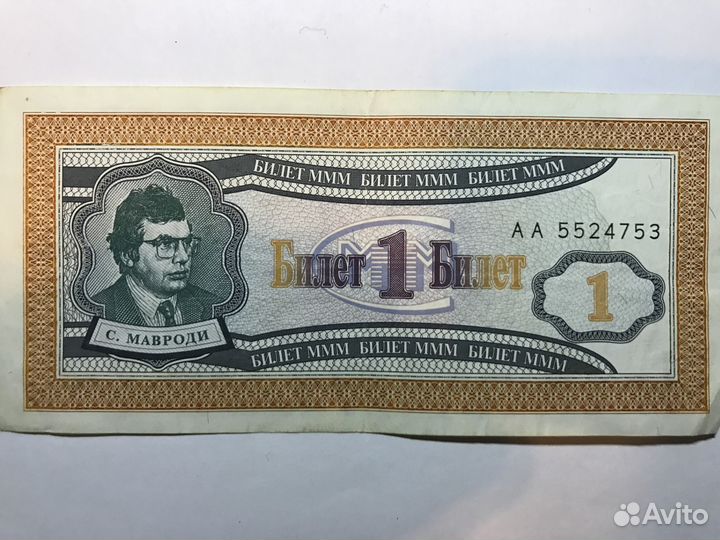 БИЛЕТ МММ БИЛЕТ МММ БИЛЕТ МММ
АА 5524753
Билет 1 Билет
МММ
1
С. МАВРОДИ
БИЛЕТ МММ БИЛЕТ МММ БИЛЕТ МММ
Avito